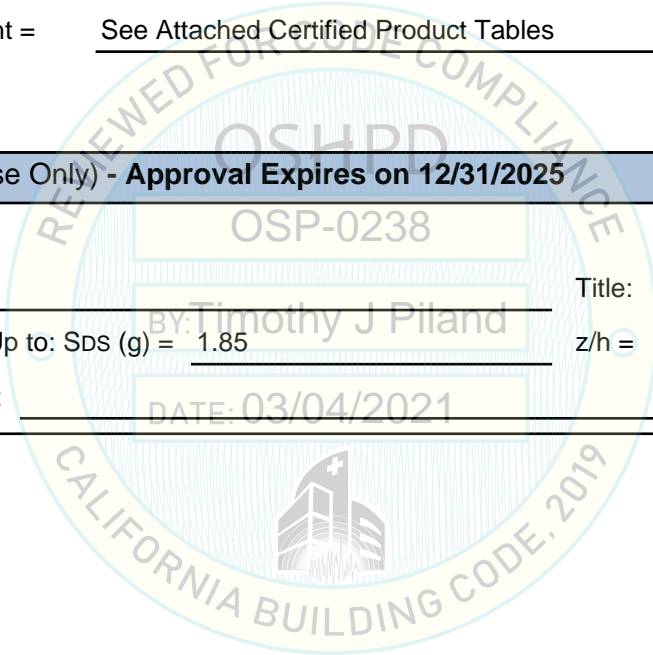 nt = See Attached Certified Product Tables
REVIEWED FOR CODE COMPLIANCE
OSHPD
se Only) - Approval Expires on 12/31/2025
OSP-0238
Title:
BY: Timothy J Piland
Up to: SDS (g) = 1.85 z/h =
:
DATE: 03/04/2021
CALIFORNIA BUILDING CODE, 2019